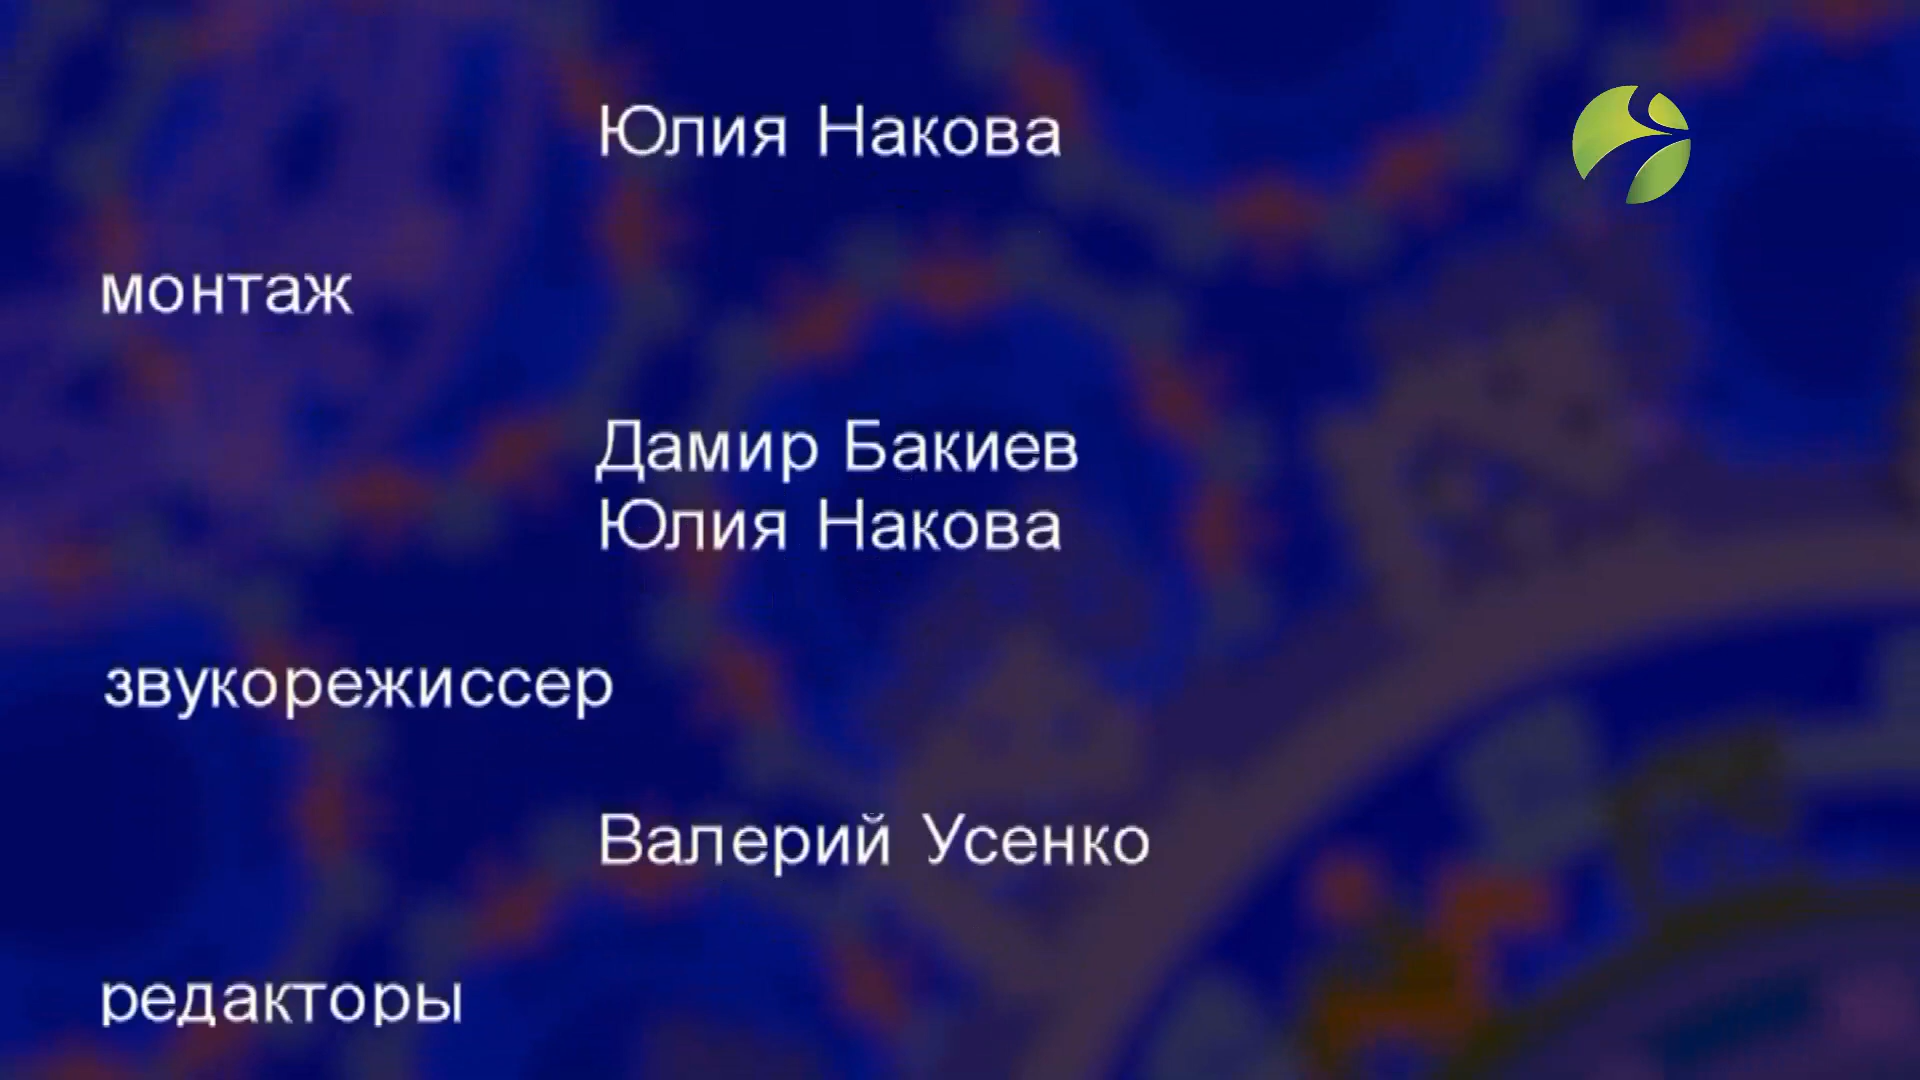 Юлия Накова
монтаж
Дамир Бакиев
Юлия Накова
звукорежиссер
Валерий Усенко
редакторы